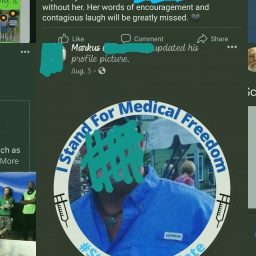 without her. Her words of encouragement and
contagious laugh will be greatly missed. 🖤
Like Comment Share
Markus updated his
profile picture.
Aug. 5 •
I Stand For Medical Freedom
ch as
More